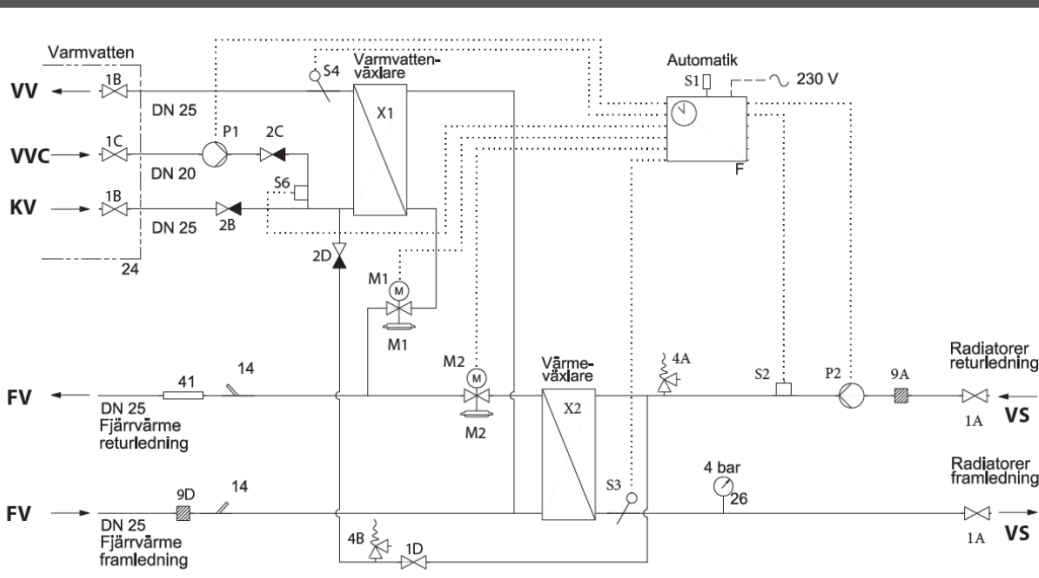 Varmvatten
Varmvatten-
växlare
Automatik
S1
230 V
S4
1B
VV
DN 25
X1
P1
2C
1C
VVC
DN 20
F
S6
1B
KV
DN 25
2B
24
2D
M1
M
M1
M2
M
M2
Värme-
växlare
X2
4A
S2
P2
9A
Radiatorer
returledning
1A
VS
41
14
FV
DN 25
Fjärrvärme
returledning
S3
4 bar
26
Radiatorer
framledning
1A
VS
9D
14
FV
DN 25
Fjärrvärme
framledning
4B
1D